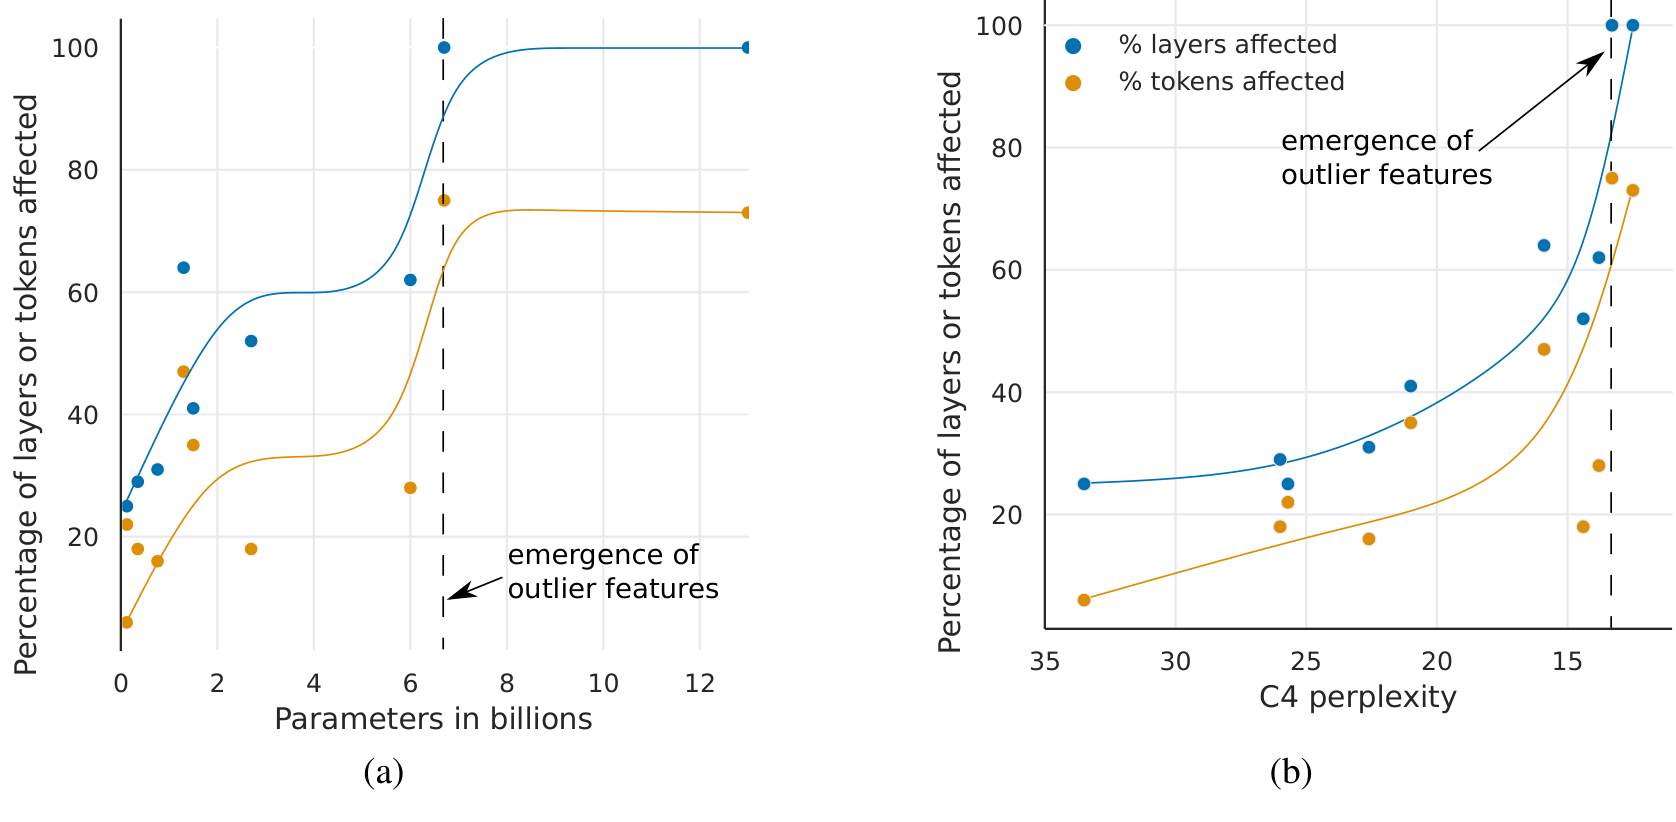 Percentage of layers or tokens affected
100
80
60
40
20
0 2 4 6 8 10 12
Parameters in billions
emergence of
outlier features
(a)
Percentage of layers or tokens affected
100
80
60
40
20
35 30 25 20 15
C4 perplexity
% layers affected
% tokens affected
emergence of
outlier features
(b)